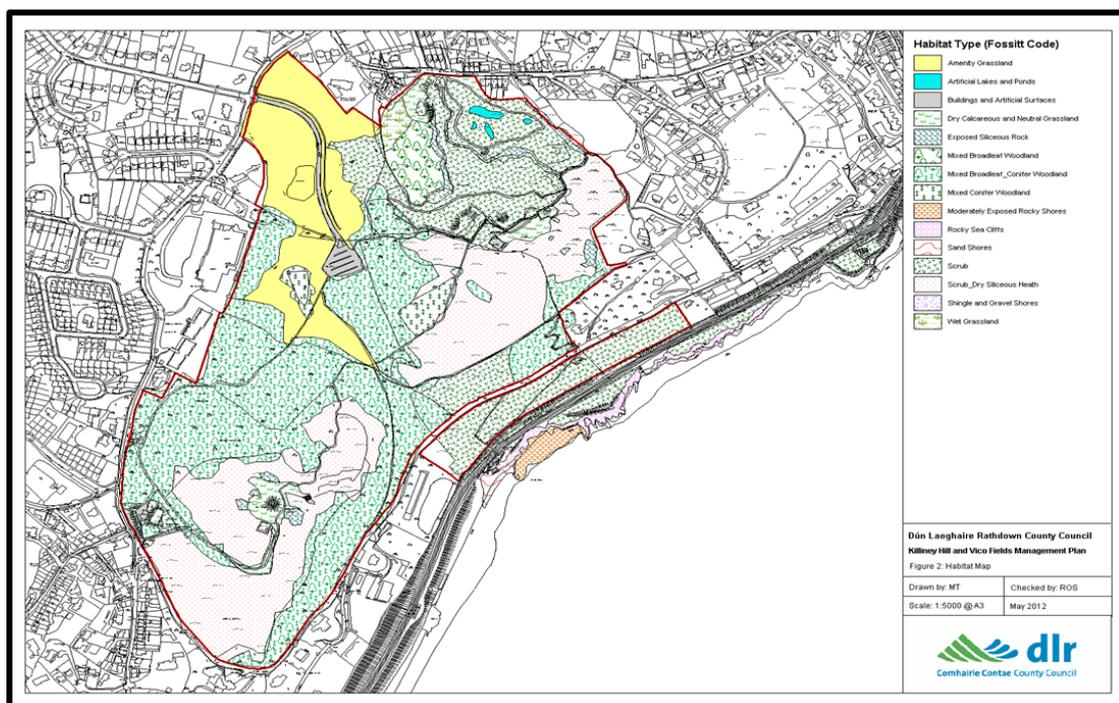 Habitat Type (Fossitt Code)
Amenity Grassland
Artificial Lakes and Ponds
Buildings and Artificial Surfaces
Dry Calcareous and Neutral Grassland
Exposed Siliceous Rock
Mixed Broadleaf Woodland
Mixed Broadleaf_Conifer Woodland
Mixed Conifer Woodland
Moderately Exposed Rocky Shores
Rocky Sea Cliffs
Sand Shores
Scrub
Scrub_Dry Siliceous Heath
Shingle and Gravel Shores
Wet Grassland
Dún Laoghaire Rathdown County Council
Killiney Hill and Vico Fields Management Plan
Figure 2: Habitat Map
Drawn by: MT
Checked by: ROS
Scale: 1:5000 @ A3
May 2012
dlr
Comhairle Contae County Council